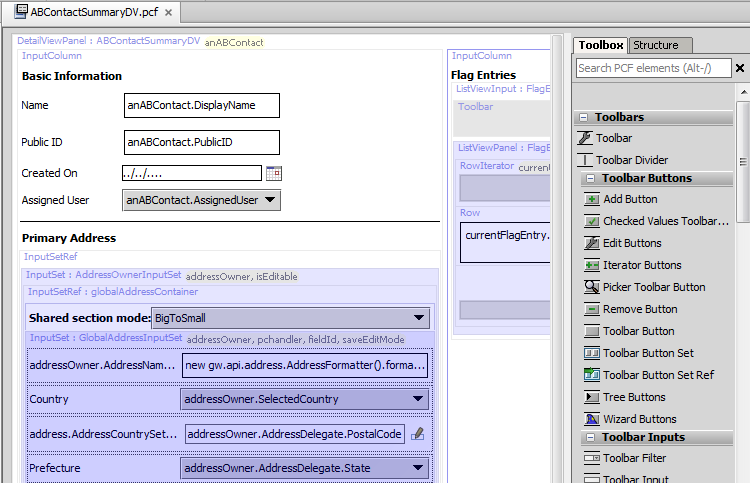 ABContactSummaryDV.pcf
DetailViewPanel : ABContactSummaryDV anABContact
InputColumn
Basic Information
Name anABContact.DisplayName
Public ID anABContact.PublicID
Created On ../../....
Assigned User anABContact.AssignedUser
Primary Address
InputSetRef
InputSet : AddressOwnerInputSet addressOwner, isEditable
InputSetRef : globalAddressContainer
Shared section mode: BigToSmall
InputSet : GlobalAddressInputSet addressOwner, pchandler, fieldId, saveEditMode
addressOwner.AddressNam... new gw.api.address.AddressFormatter().forma...
Country addressOwner.SelectedCountry
address.AddressCountrySet... addressOwner.AddressDelegate.PostalCode
Prefecture addressOwner.AddressDelegate.State
InputColumn
Flag Entries
ListViewInput : FlagE
Toolbar
ListViewPanel : FlagE
RowIterator current
Row
currentFlagEntry.
Toolbox Structure
Search PCF elements (Alt-/)
Toolbars
Toolbar
Toolbar Divider
Toolbar Buttons
Add Button
Checked Values Toolbar...
Edit Buttons
Iterator Buttons
Picker Toolbar Button
Remove Button
Toolbar Button
Toolbar Button Set
Toolbar Button Set Ref
Tree Buttons
Wizard Buttons
Toolbar Inputs
Toolbar Filter
Toolbar Input